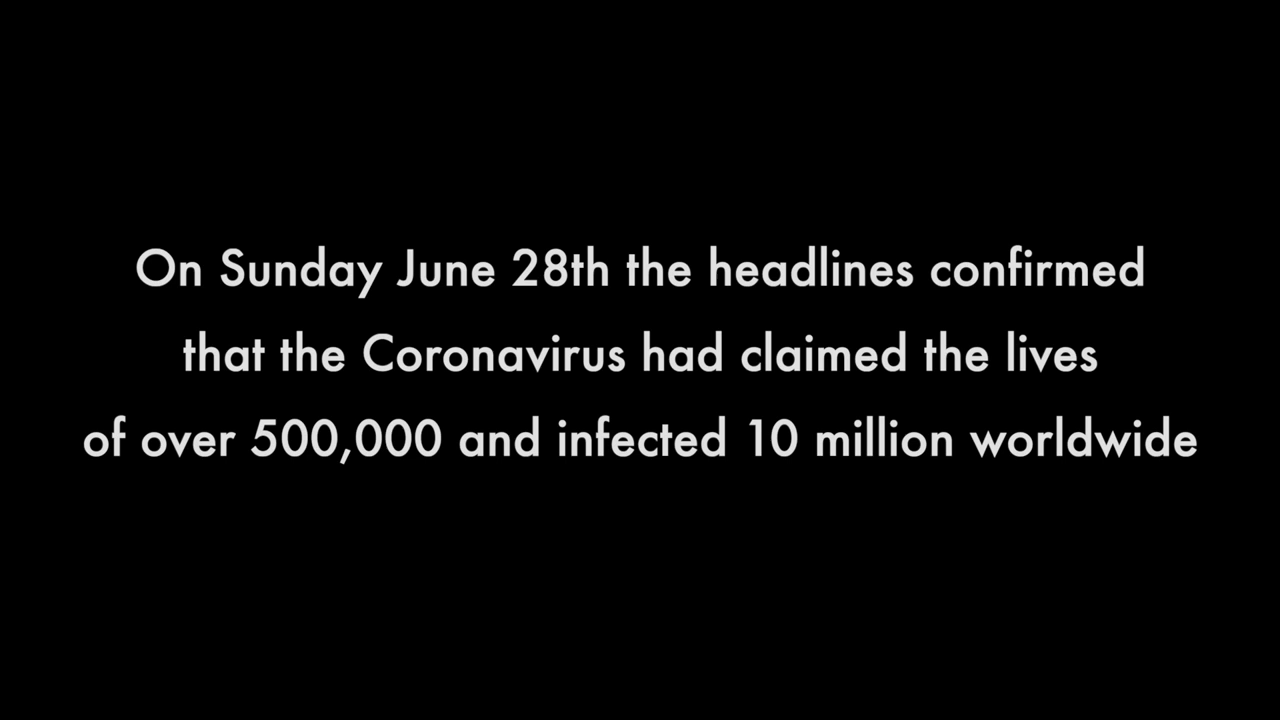 On Sunday June 28th the headlines confirmed
that the Coronavirus had claimed the lives
of over 500,000 and infected 10 million worldwide